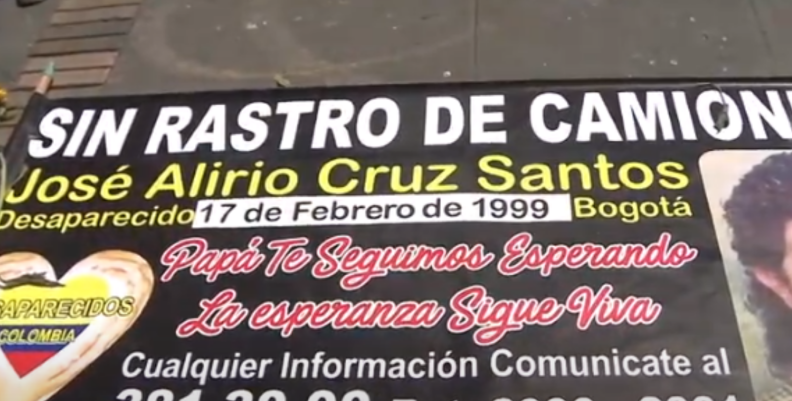 SIN RASTRO DE
José Alirio Cruz Santos
Desaparecido 17 de Febrero de 1999 Bogotá
Papá Te Seguimos Esperando
La esperanza Sigue Viva
COLOMBIA
Cualquier Información Comunicate al